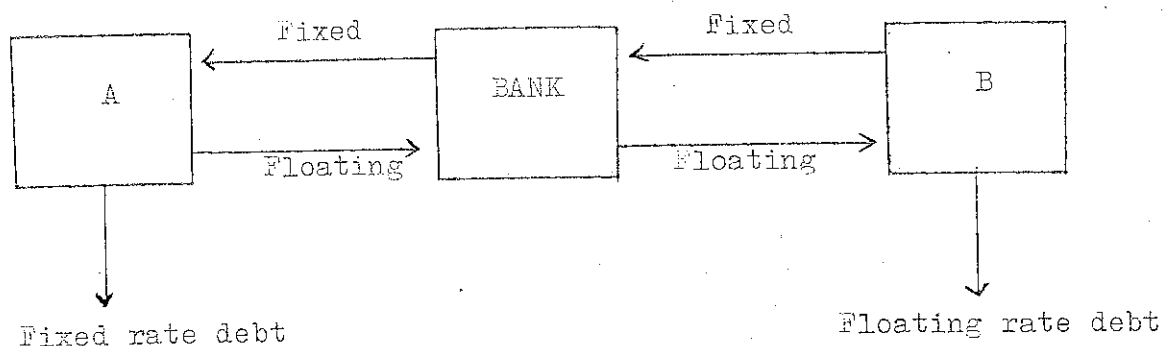 Fixed
Fixed
A
BANK
B
Floating
Floating
Fixed rate debt
Floating rate debt